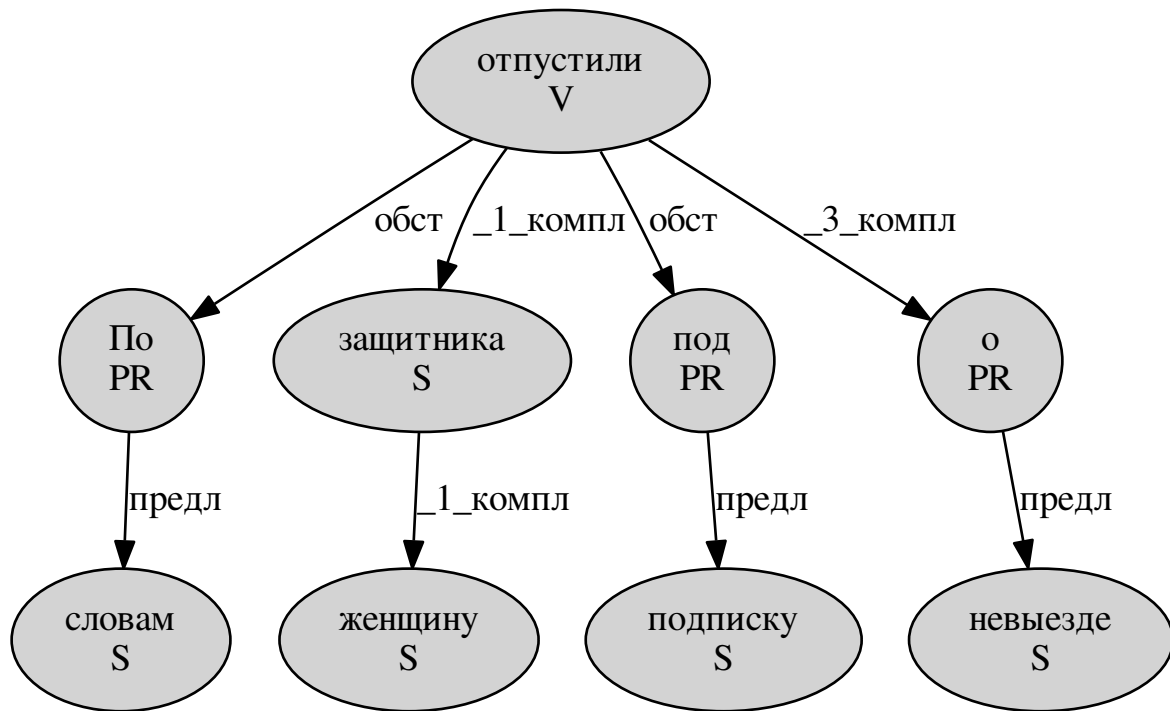 отпустили
V
обст
_1_компл
обст
_3_компл
По
PR
защитника
S
под
PR
о
PR
предл
_1_компл
предл
предл
словам
S
женщину
S
подписку
S
невыезде
S